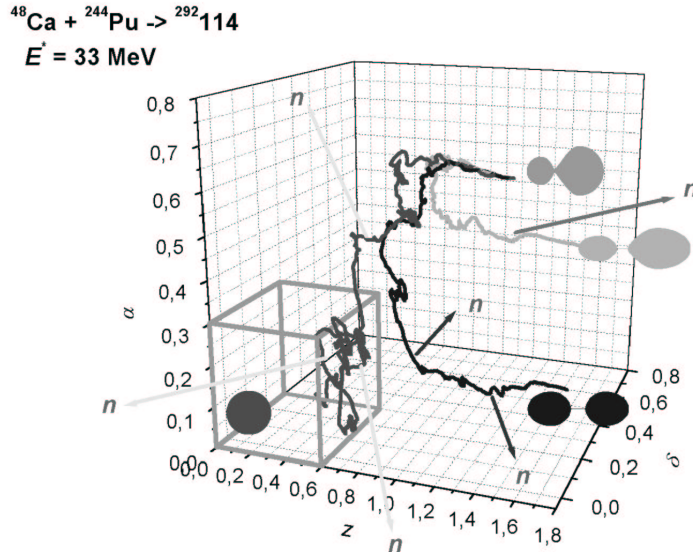 ⁴⁸Ca + ²⁴⁴Pu -> ²⁹²114
E* = 33 MeV
0,8
0,7
0,6
0,5
0,4
0,3
0,2
0,1
0,0
α
n
n
n
n
n
n
0,0
0,2
0,4
0,6
0,8
1,0
1,2
1,4
1,6
1,8
z
0,0
0,2
0,4
0,6
0,8
δ